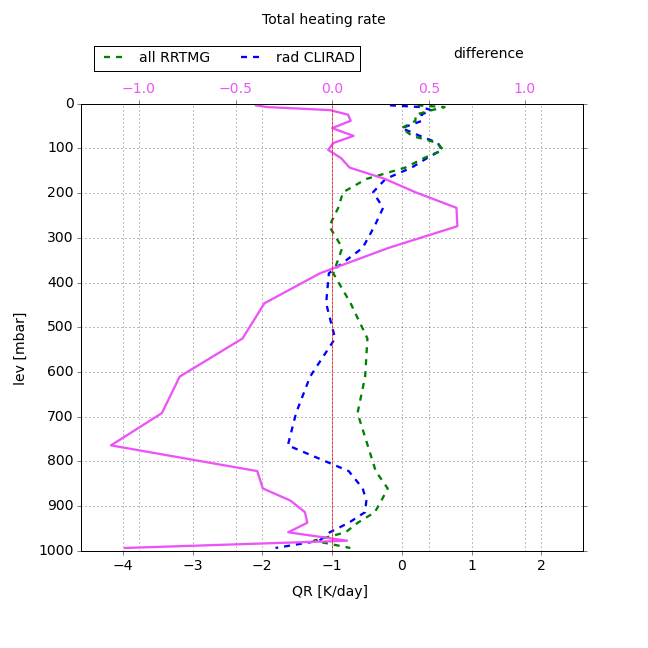 Total heating rate
all RRTMG rad CLIRAD difference
−1.0 −0.5 0.0 0.5 1.0
0
100
200
300
400
500
600
700
800
900
1000
lev [mbar]
−4 −3 −2 −1 0 1 2
QR [K/day]